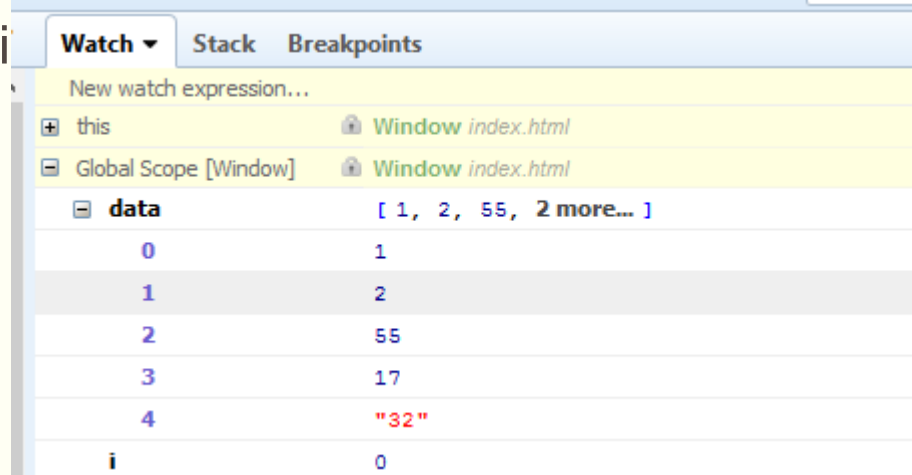 i
Watch Stack Breakpoints
New watch expression...
this Window index.html
Global Scope [Window] Window index.html
data [ 1, 2, 55, 2 more... ]
0 1
1 2
2 55
3 17
4 "32"
i 0